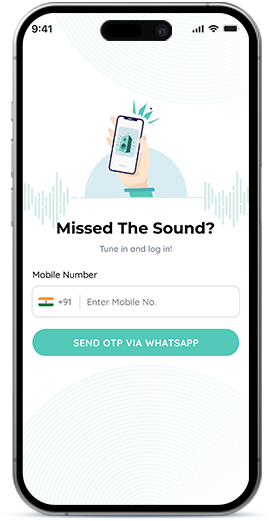 9:41
Missed The Sound?
Tune in and log in!
Mobile Number
+91 Enter Mobile No.
SEND OTP VIA WHATSAPP